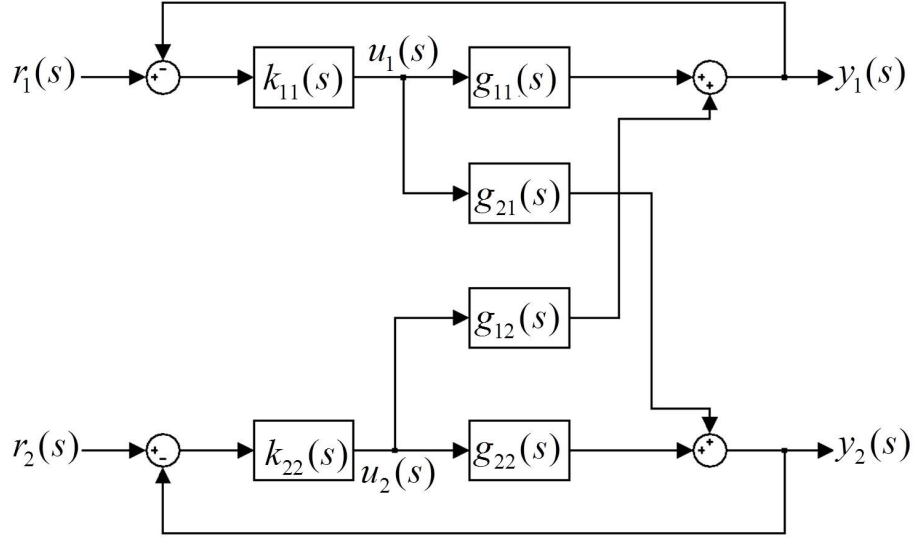 r₁(s)
+
-
k₁₁(s)
u₁(s)
g₁₁(s)
+
+
y₁(s)
g₂₁(s)
g₁₂(s)
r₂(s)
+
-
k₂₂(s)
u₂(s)
g₂₂(s)
+
+
y₂(s)